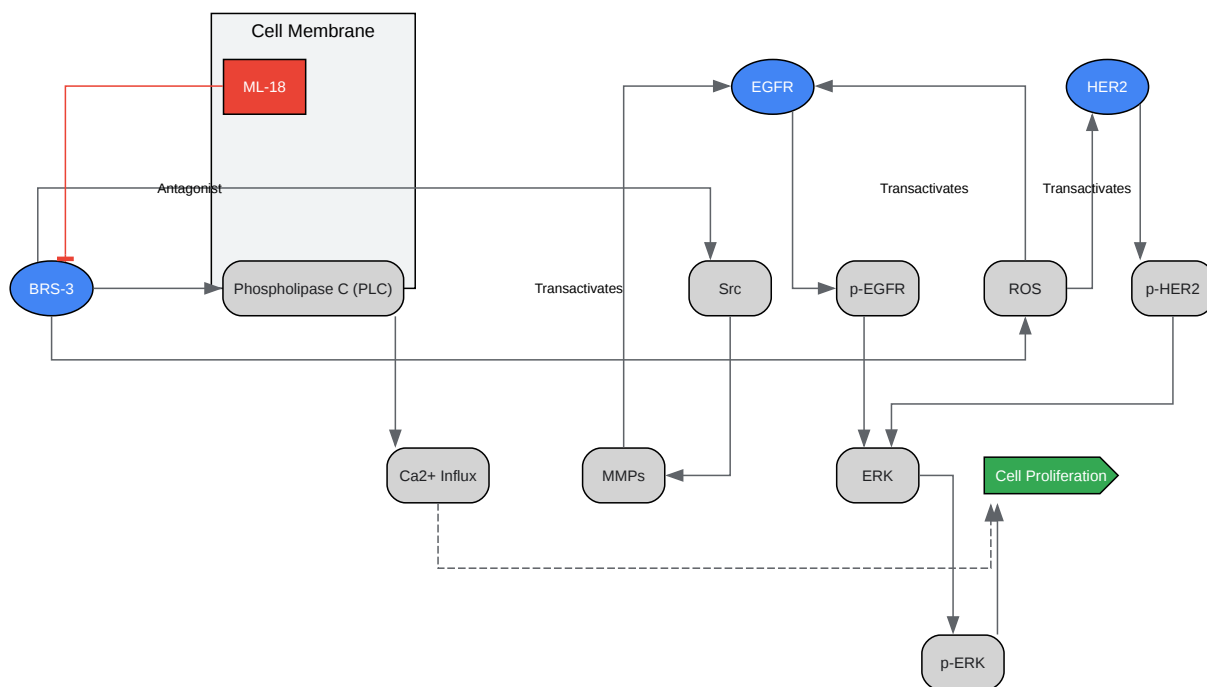 Cell Membrane
ML-18
EGFR
HER2
Antagonist
Transactivates
Transactivates
BRS-3
Phospholipase C (PLC)
Transactivates
Src
p-EGFR
ROS
p-HER2
Ca2+ Influx
MMPs
ERK
Cell Proliferation
p-ERK